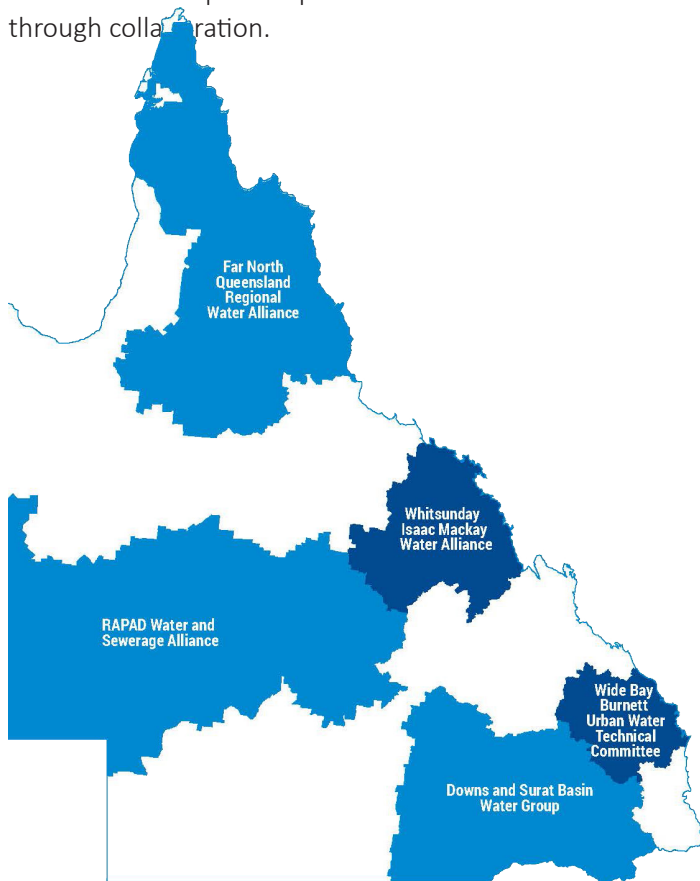 through
Far North
Queensland
Regional
Water Alliance
Whitsunday
Isaac Mackay
Water Alliance
RAPAD Water and
Sewerage Alliance
Wide Bay
Burnett
Urban Water
Technical
Committee
Downs and Surat Basin
Water Group